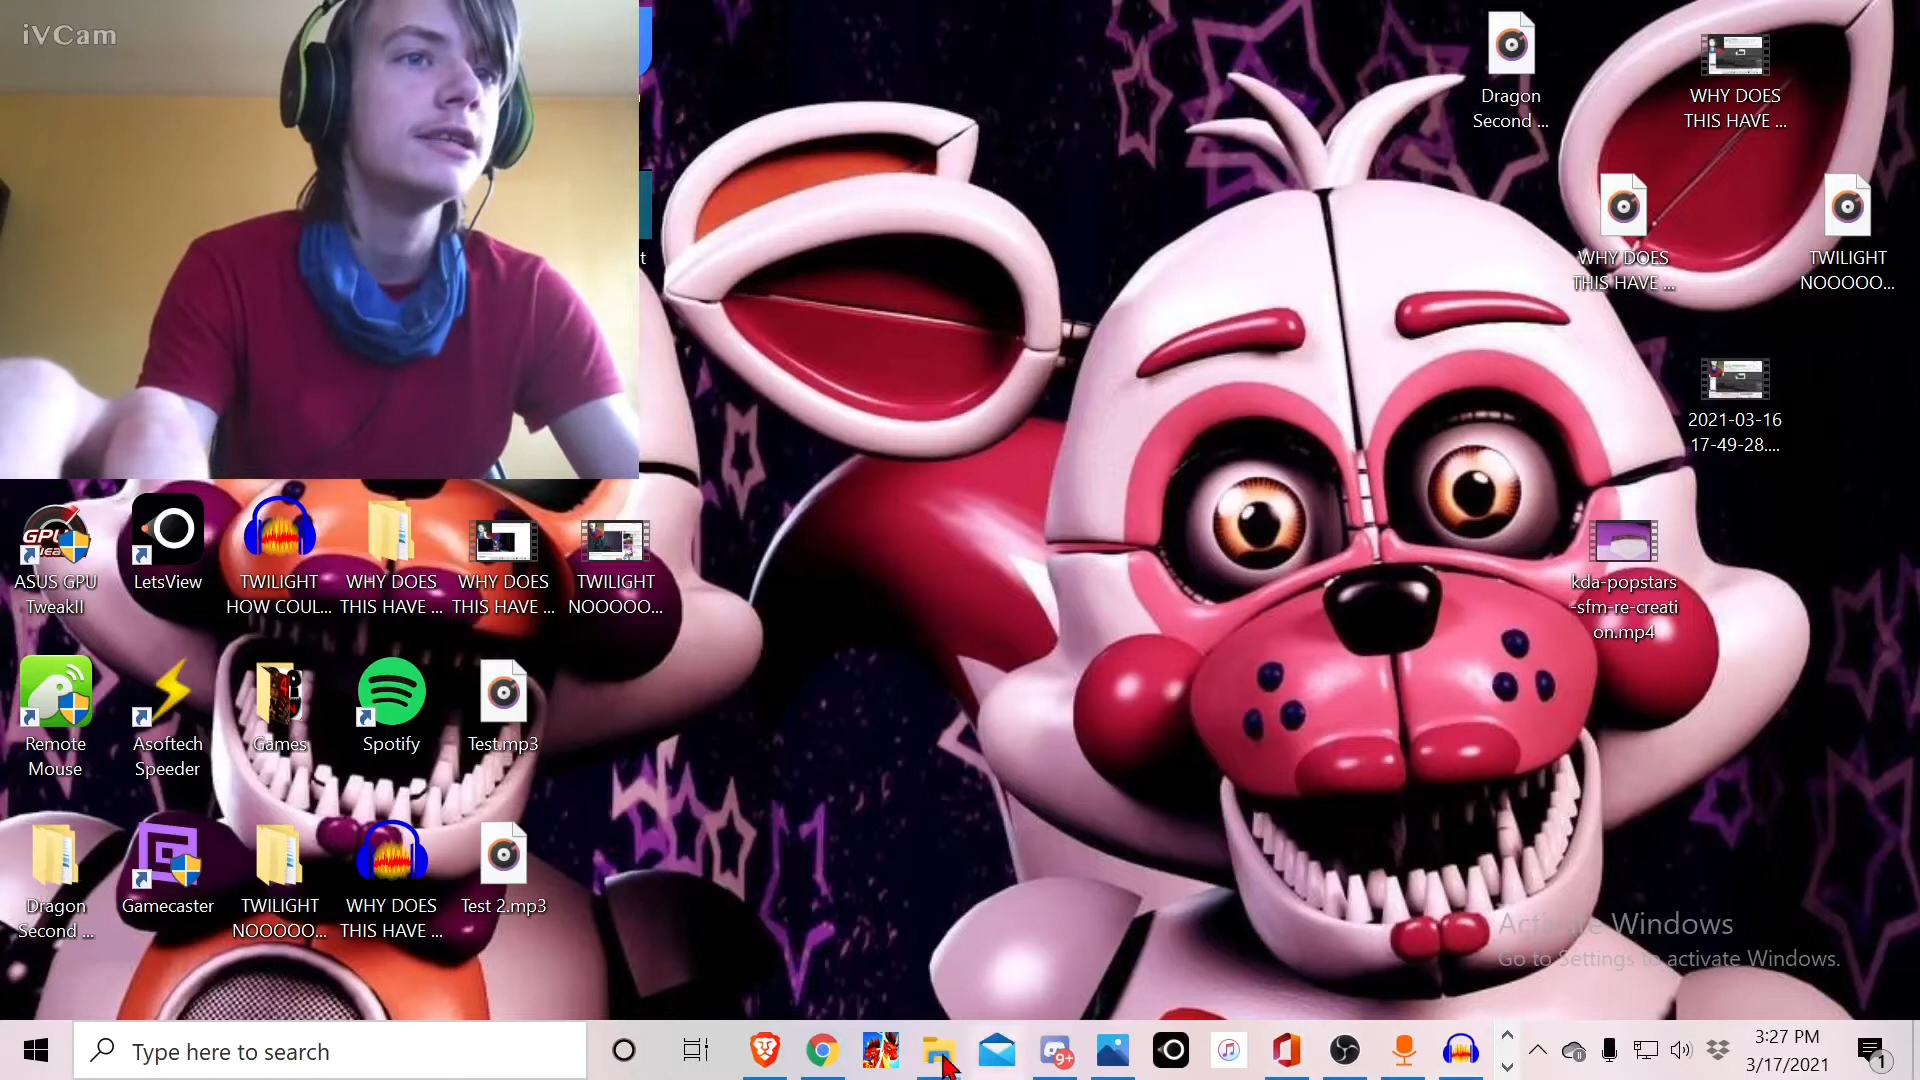 iVCam
Dragon
Second ...
WHY DOES
THIS HAVE ...
WHY DOES
THIS HAVE ...
TWILIGHT
NOOOOO...
t
2021-03-16
17-49-28....
kda-popstars
-sfm-re-creati
on.mp4
ASUS GPU
TweakII
LetsView
TWILIGHT
HOW COUL...
WHY DOES
THIS HAVE ...
WHY DOES
THIS HAVE ...
TWILIGHT
NOOOOO...
Remote
Mouse
Asoftech
Speeder
Games
Spotify
Test.mp3
Dragon
Second ...
Gamecaster
TWILIGHT
NOOOOO...
WHY DOES
THIS HAVE ...
Test 2.mp3
Activate Windows
Go to Settings to activate Windows.
Type here to search
9+
3:27 PM
3/17/2021
1